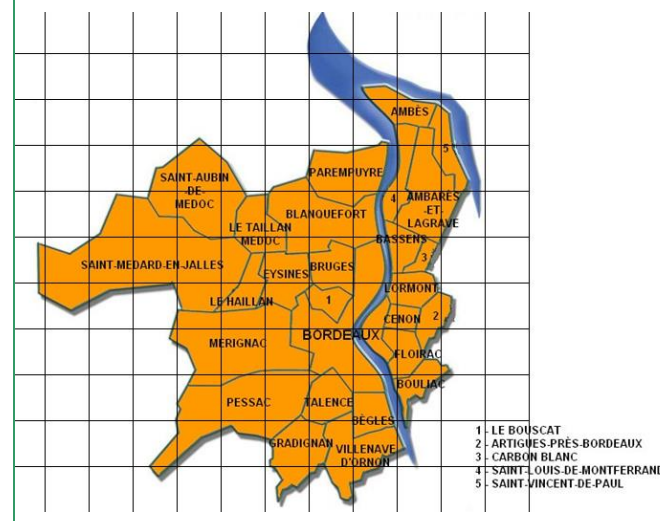 AMBÈS
5
PAREMPUYRE
SAINT-AUBIN
-DE-
MEDOC
4
AMBARÈS
-ET-
LAGRAVE
BLANQUEFORT
LE TAILLAN
MEDOC
BASSENS
3
SAINT-MEDARD-EN-JALLES
EYSINES
BRUGES
LORMONT
LE HAILLAN
1
2
CENON
BORDEAUX
MERIGNAC
FLOIRAC
BOULIAC
PESSAC
TALENCE
BÈGLES
GRADIGNAN
VILLENAVE
D'ORNON
1 - LE BOUSCAT
2 - ARTIGUES-PRÈS-BORDEAUX
3 - CARBON BLANC
4 - SAINT-LOUIS-DE-MONTFERRAND
5 - SAINT-VINCENT-DE-PAUL